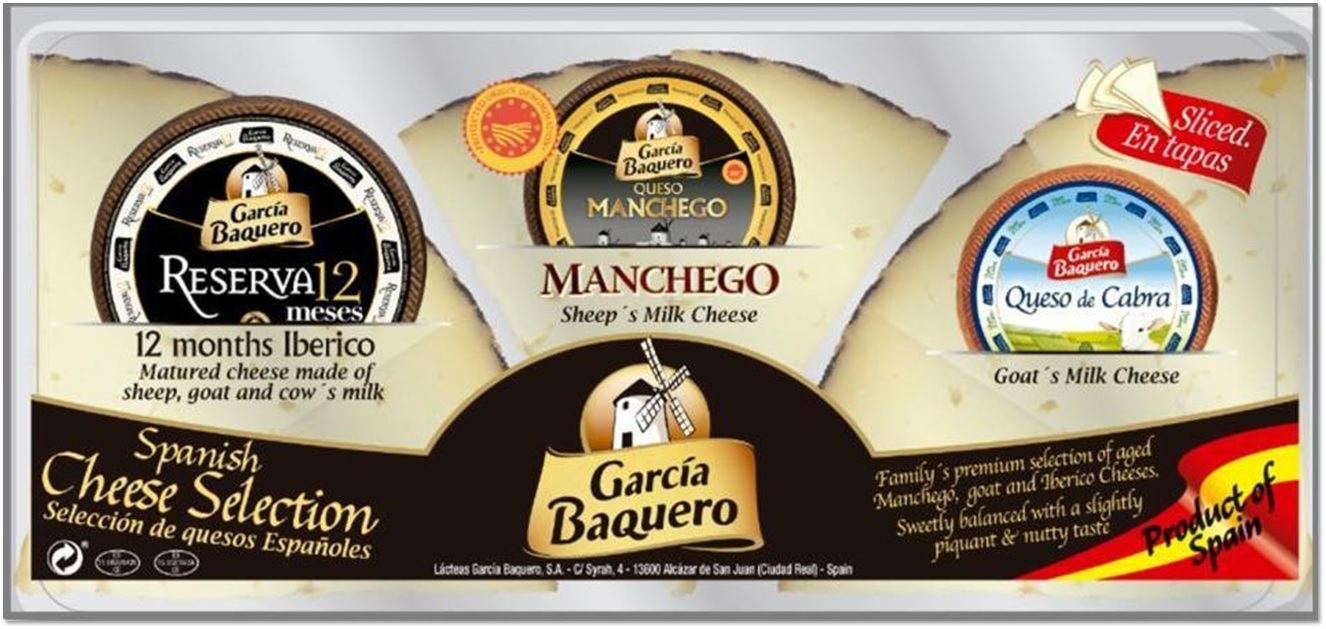 García
Baquero
RESERVA12
meses
12 months Iberico
Matured cheese made of
sheep, goat and cow´s milk
RESERVA12
RESERVA12
García
Baquero
QUESO
MANCHEGO
MANCHEGO
Sheep´s Milk Cheese
Sliced.
En tapas
García
Baquero
Queso de Cabra
Goat´s Milk Cheese
Spanish
Cheese Selection
Selección de quesos Españoles
García
Baquero
Lácteas García Baquero, S.A. - C/ Syrah, 4 - 13600 Alcázar de San Juan (Ciudad Real) - Spain
Family´s premium selection of aged
Manchego, goat and Iberico Cheeses.
Sweetly balanced with a slightly
piquant & nutty taste
Product of
Spain